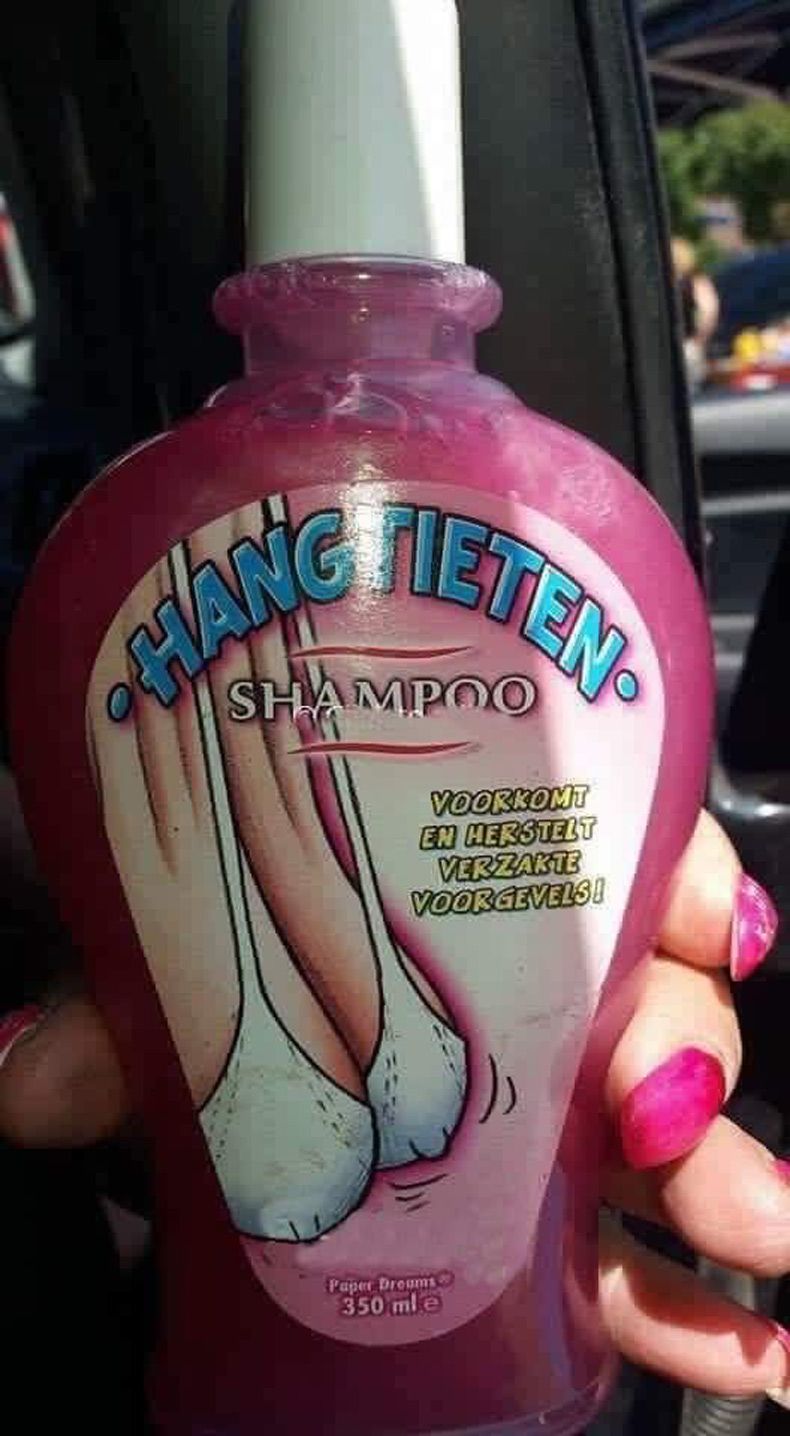 •HANGTIETEN•
SHAMPOO
VOORKOMT
EN HERSTELT
VERZAKTE
VOORGEVELS!
Paper Dreams®
350 ml e